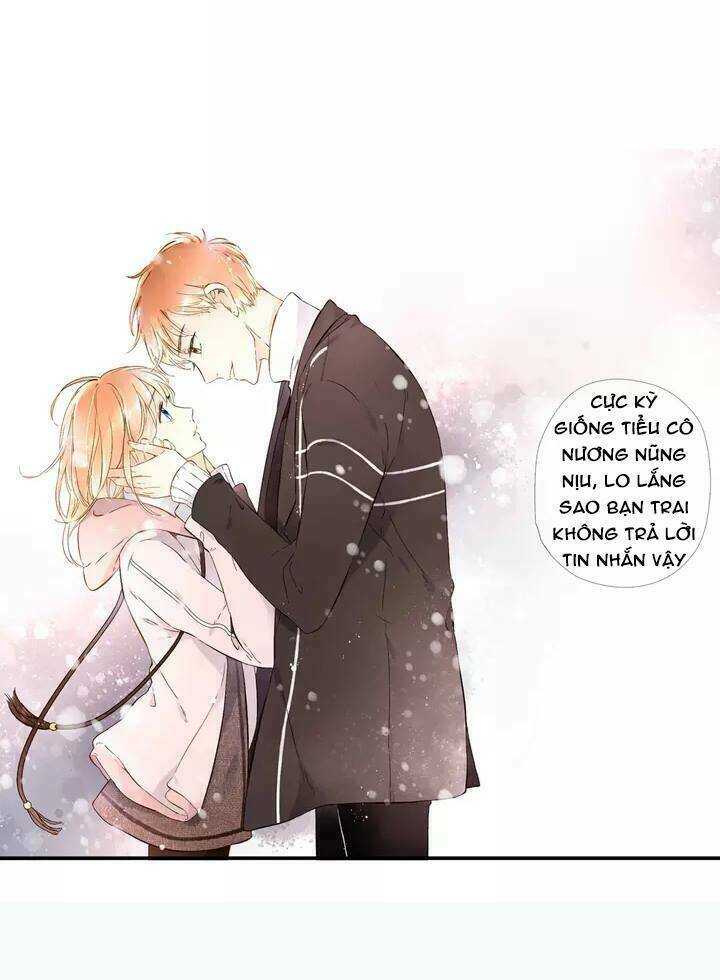 CỰC KỲ
GIỐNG TIỂU CÔ
NƯƠNG NŨNG
NỊU, LO LẮNG
SAO BẠN TRAI
KHÔNG TRẢ LỜI
TIN NHẮN VẬY